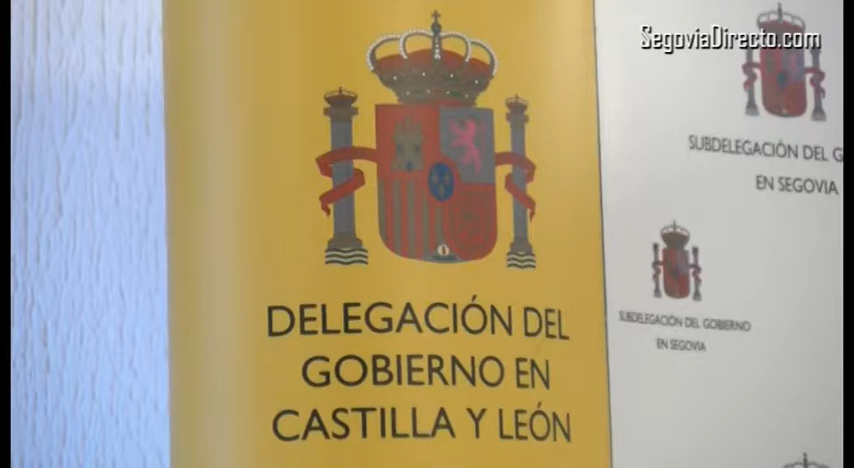 SegoviaDirecto.com
DELEGACIÓN DEL
GOBIERNO EN
CASTILLA Y LEÓN
SUBDELEGACIÓN DEL G
EN SEGOVIA
SUBDELEGACIÓN DEL GOBIERNO
EN SEGOVIA